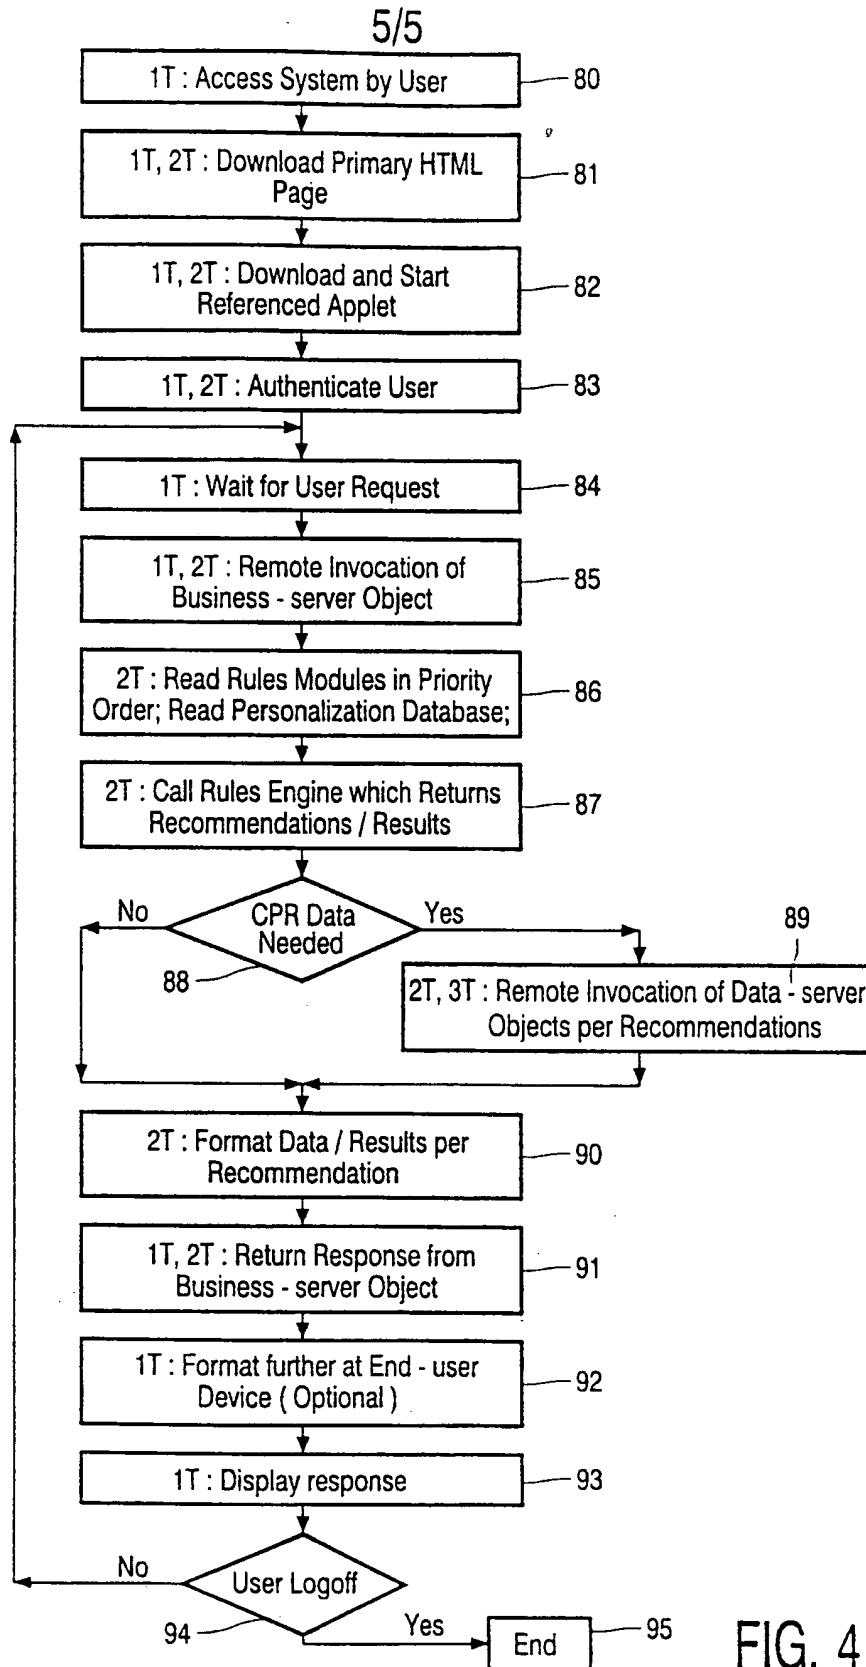 5/5
1T : Access System by User
80
1T, 2T : Download Primary HTML
Page
81
1T, 2T : Download and Start
Referenced Applet
82
1T, 2T : Authenticate User
83
1T : Wait for User Request
84
1T, 2T : Remote Invocation of
Business - server Object
85
2T : Read Rules Modules in Priority
Order; Read Personalization Database;
86
2T : Call Rules Engine which Returns
Recommendations / Results
87
No
CPR Data
Needed
Yes
88
89
2T, 3T : Remote Invocation of Data - server
Objects per Recommendations
2T : Format Data / Results per
Recommendation
90
1T, 2T : Return Response from
Business - server Object
91
1T : Format further at End - user
Device ( Optional )
92
1T : Display response
93
No
User Logoff
94
Yes
End
95
FIG. 4